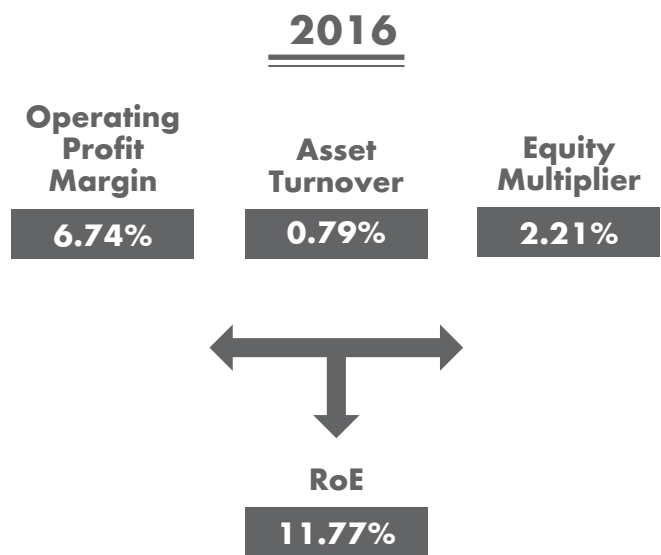 2016
Operating
Profit
Margin
6.74%
Asset
Turnover
0.79%
Equity
Multiplier
2.21%
RoE
11.77%